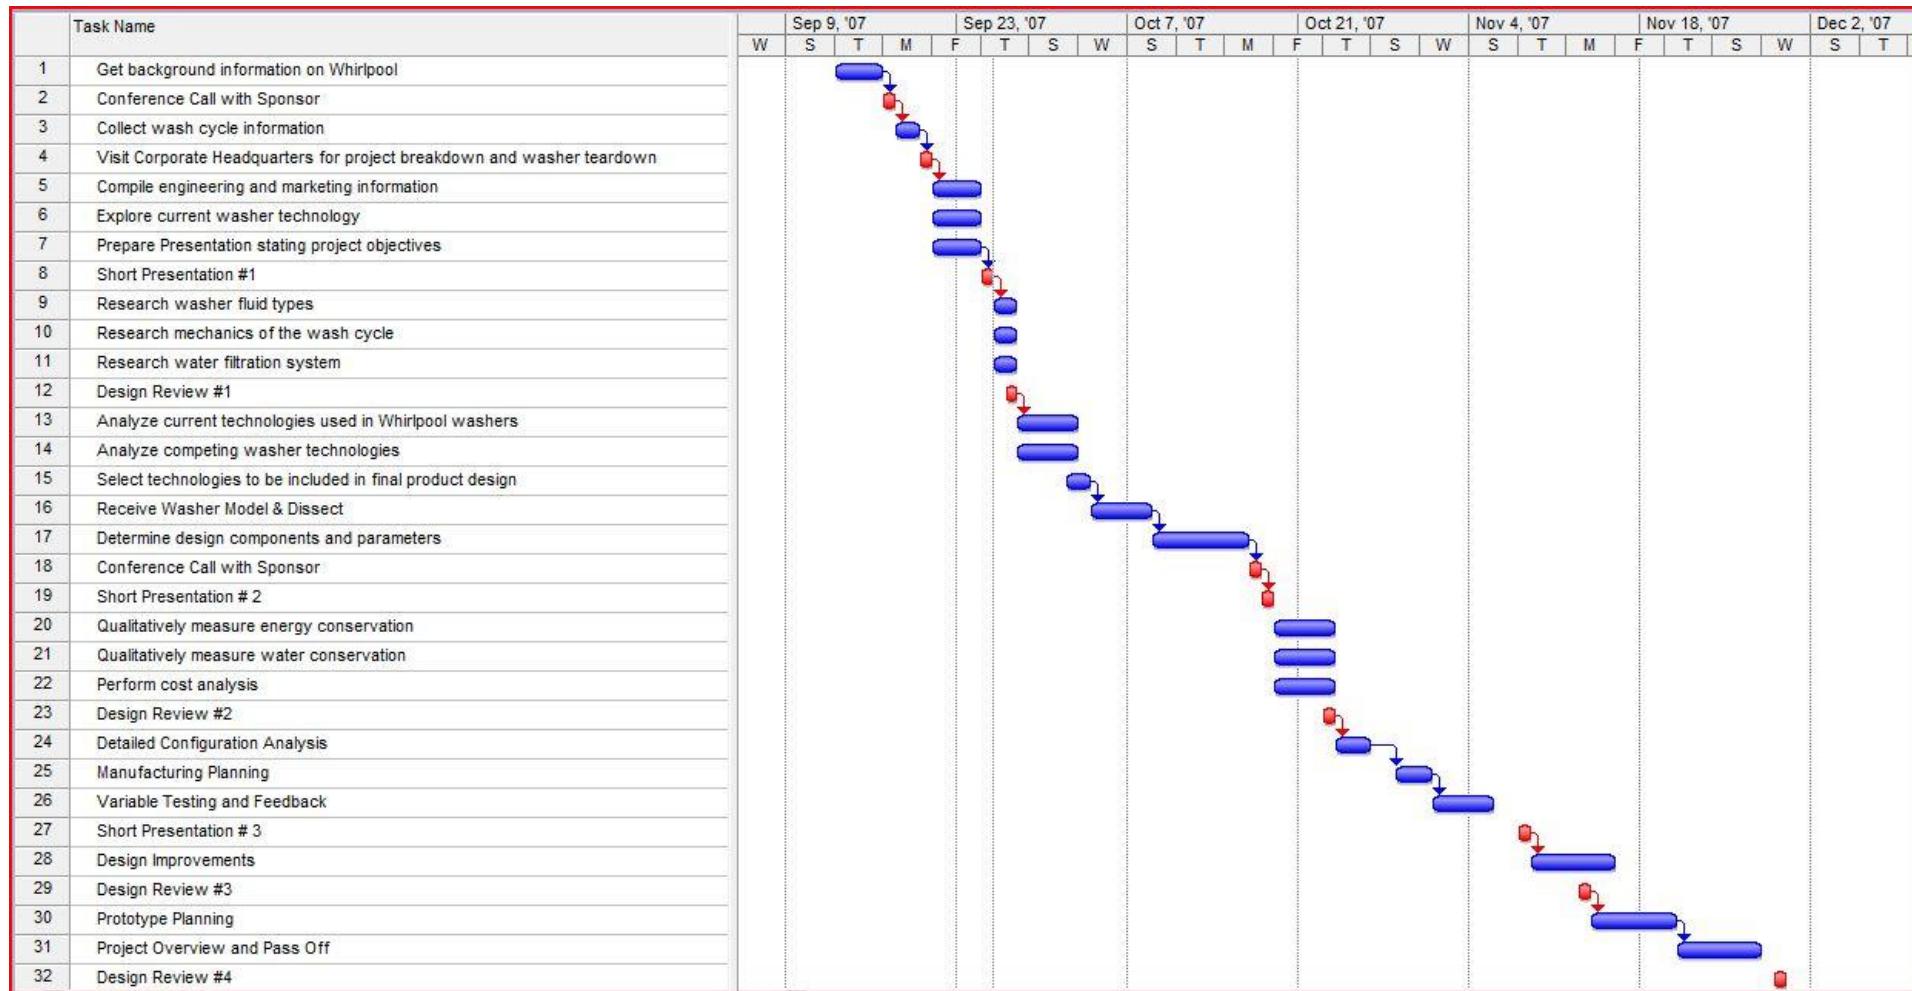 Task Name
Sep 9, '07 Sep 23, '07 Oct 7, '07 Oct 21, '07 Nov 4, '07 Nov 18, '07 Dec 2, '07
W S T M F T S W S T M F T S W S T M F T S W S T
1 Get background information on Whirlpool
2 Conference Call with Sponsor
3 Collect wash cycle information
4 Visit Corporate Headquarters for project breakdown and washer teardown
5 Compile engineering and marketing information
6 Explore current washer technology
7 Prepare Presentation stating project objectives
8 Short Presentation #1
9 Research washer fluid types
10 Research mechanics of the wash cycle
11 Research water filtration system
12 Design Review #1
13 Analyze current technologies used in Whirlpool washers
14 Analyze competing washer technologies
15 Select technologies to be included in final product design
16 Receive Washer Model & Dissect
17 Determine design components and parameters
18 Conference Call with Sponsor
19 Short Presentation # 2
20 Qualitatively measure energy conservation
21 Qualitatively measure water conservation
22 Perform cost analysis
23 Design Review #2
24 Detailed Configuration Analysis
25 Manufacturing Planning
26 Variable Testing and Feedback
27 Short Presentation # 3
28 Design Improvements
29 Design Review #3
30 Prototype Planning
31 Project Overview and Pass Off
32 Design Review #4